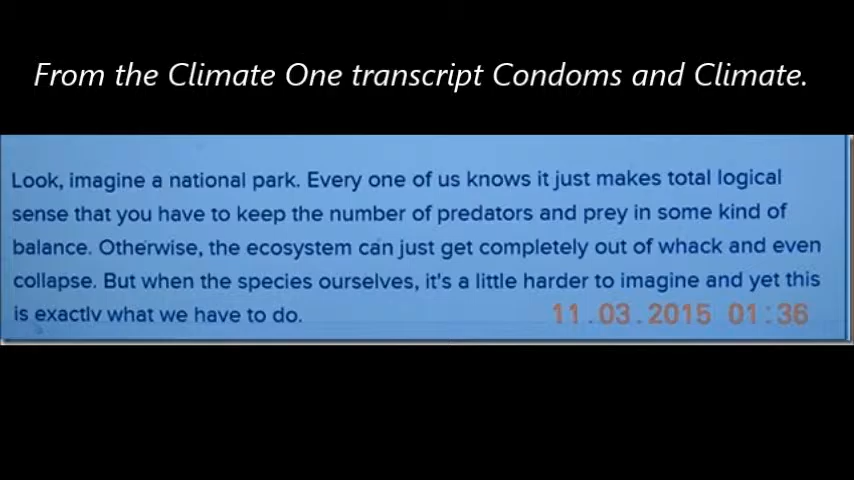 From the Climate One transcript Condoms and Climate.
Look, imagine a national park. Every one of us knows it just makes total logical
sense that you have to keep the number of predators and prey in some kind of
balance. Otherwise, the ecosystem can just get completely out of whack and even
collapse. But when the species ourselves, it's a little harder to imagine and yet this
is exactly what we have to do.
11.03.2015 01:36